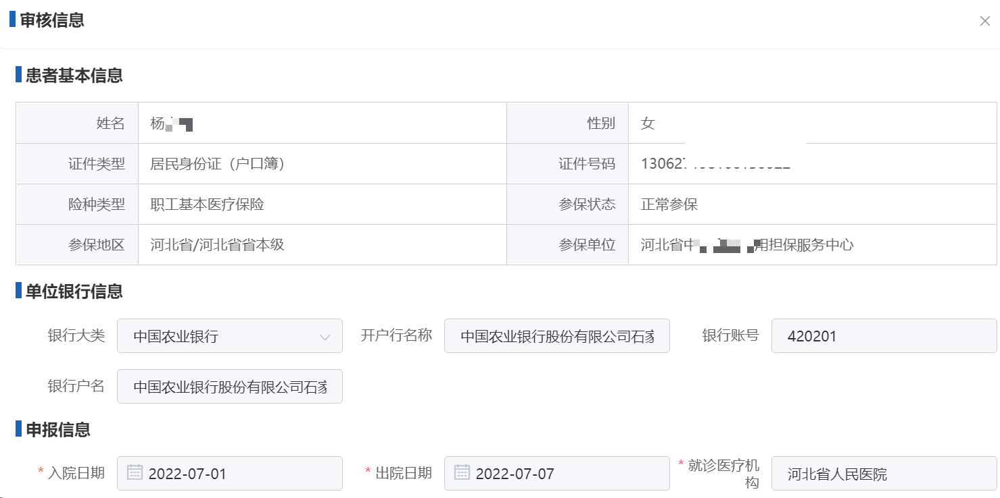 审核信息
患者基本信息
姓名 杨 性别 女
证件类型 居民身份证（户口簿） 证件号码 13062
险种类型 职工基本医疗保险 参保状态 正常参保
参保地区 河北省/河北省省本级 参保单位 河北省中 用担保服务中心
单位银行信息
银行大类 中国农业银行 开户行名称 中国农业银行股份有限公司石家 银行账号 420201
银行户名 中国农业银行股份有限公司石家
申报信息
* 入院日期 2022-07-01 * 出院日期 2022-07-07 * 就诊医疗机
构 河北省人民医院